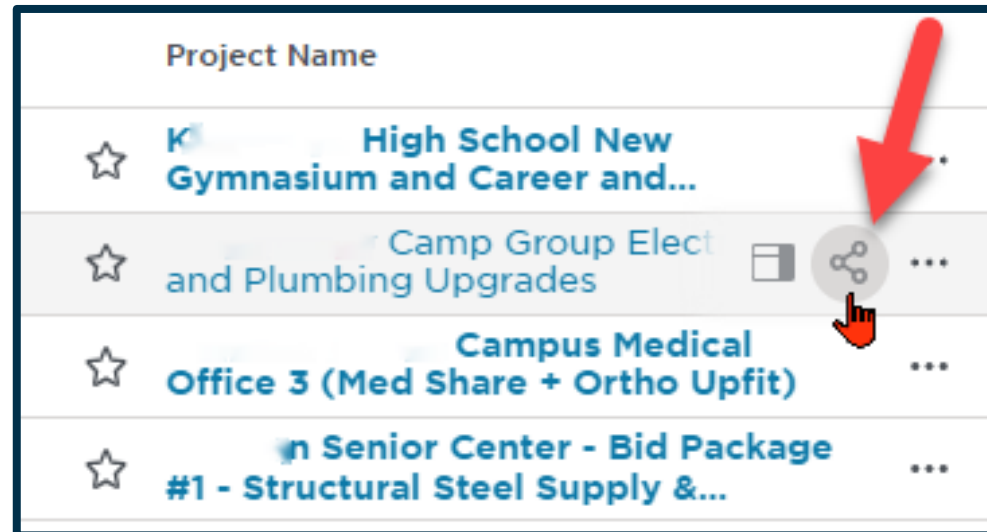 Project Name
High School New
Gymnasium and Career and...
Camp Group Elect
and Plumbing Upgrades
Campus Medical
Office 3 (Med Share + Ortho Upfit)
Senior Center - Bid Package
#1 - Structural Steel Supply &...